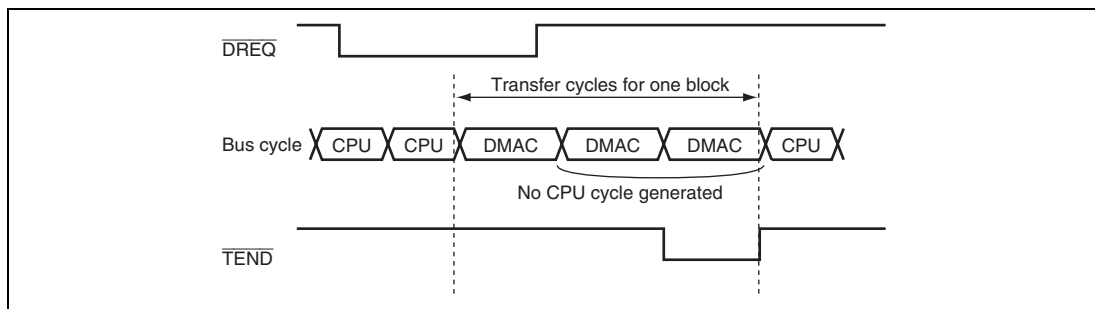 DREQ
Transfer cycles for one block
Bus cycle CPU CPU DMAC DMAC DMAC CPU
No CPU cycle generated
TEND